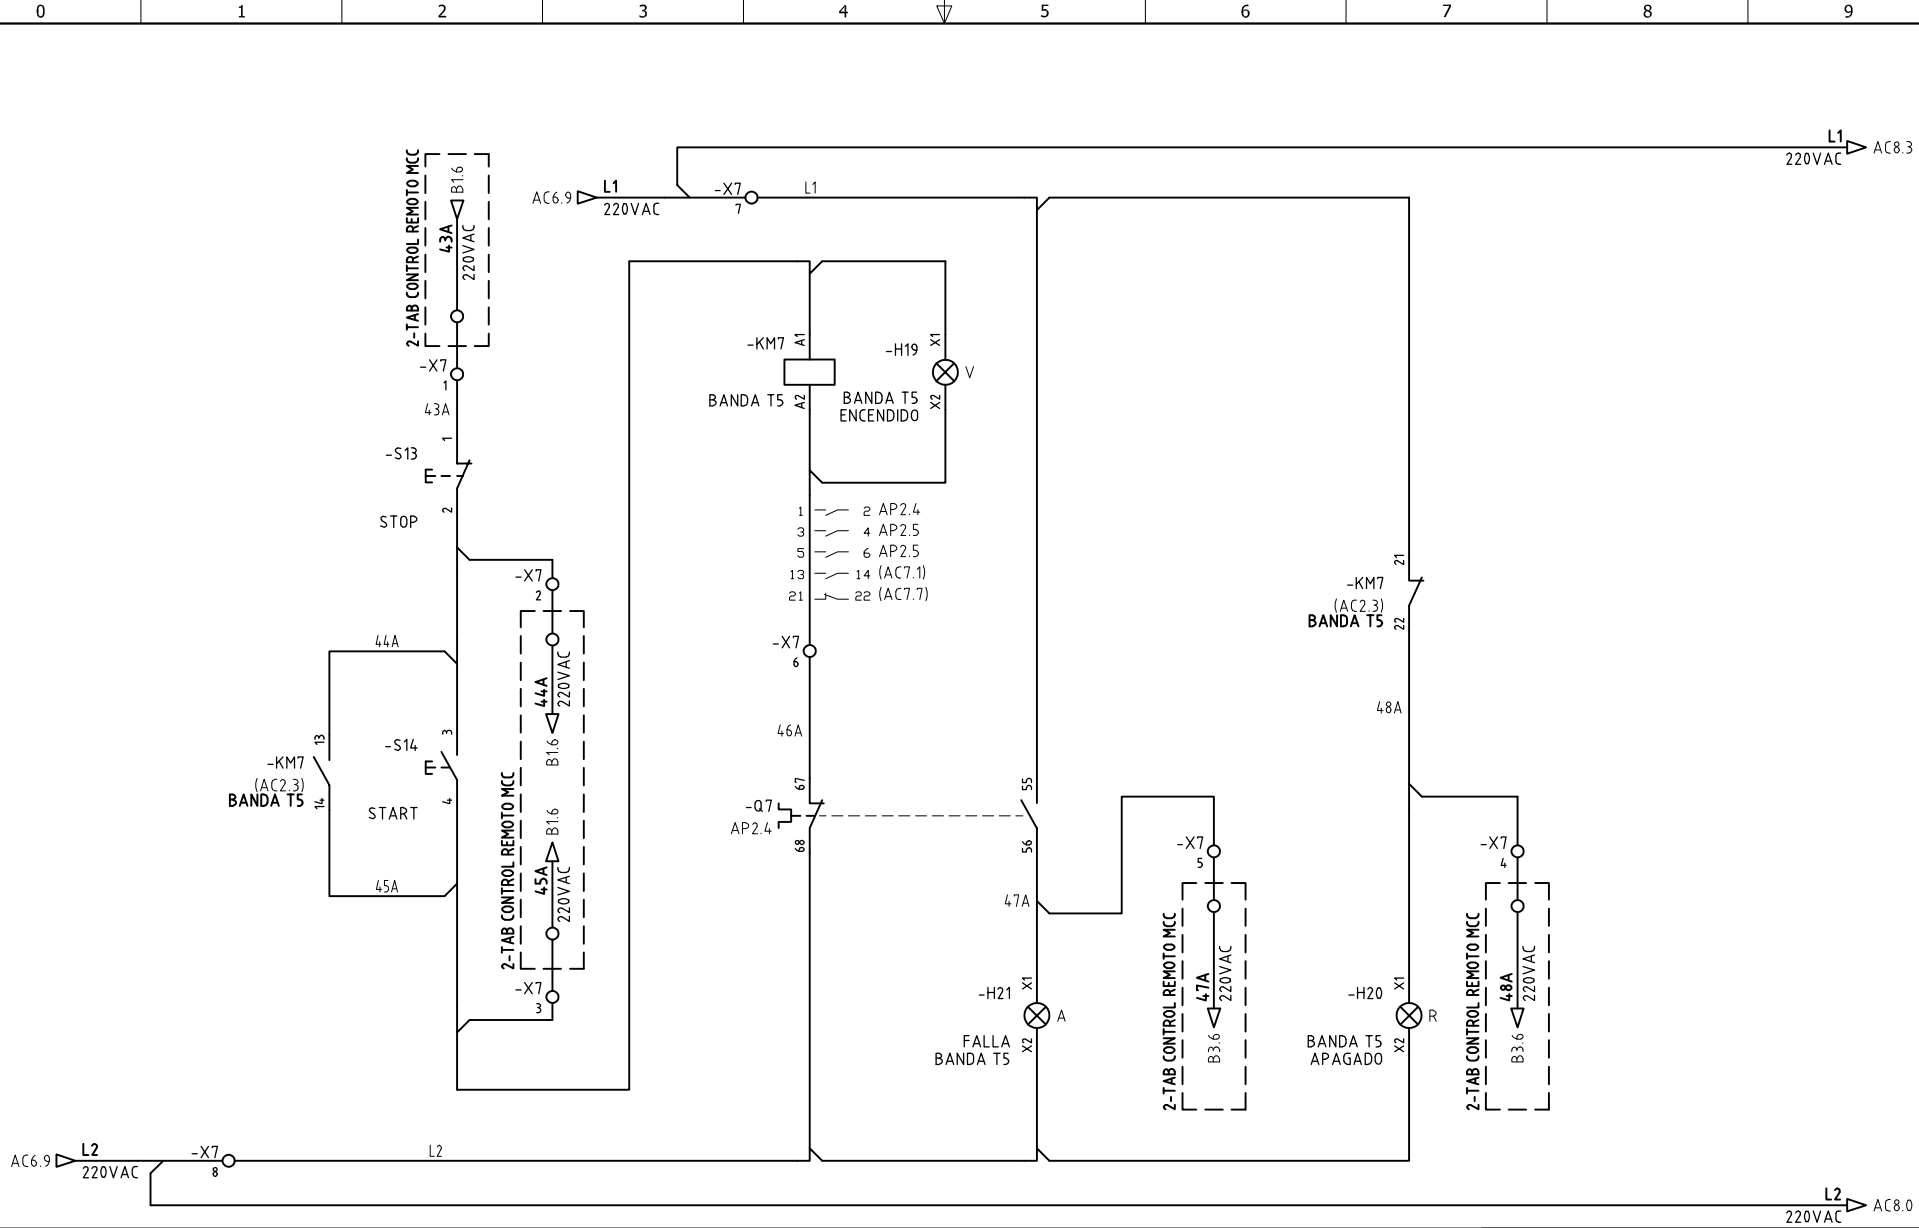 0 1 2 3 4 5 6 7 8 9
L1
220VAC
AC8.3
2-TAB CONTROL REMOTO MCC
B1.6
43A
220VAC
AC6.9
L1
220VAC
-X7
7
L1
-X7
1
43A
1
-S13
2
STOP
-KM7
A1
BANDA T5
A2
-H19
X1
V
BANDA T5
ENCENDIDO
X2
1 2 AP2.4
3 4 AP2.5
5 6 AP2.5
13 14 (AC7.1)
21 22 (AC7.7)
-X7
2
44A
220VAC
B1.6
2-TAB CONTROL REMOTO MCC
B1.6
45A
220VAC
-X7
3
44A
13
-KM7
(AC2.3)
BANDA T5
14
45A
3
-S14
4
START
-X7
6
46A
67
-Q7
AP2.4
68
55
56
47A
-X7
5
2-TAB CONTROL REMOTO MCC
47A
220VAC
B3.6
-H21
X1
A
FALLA
BANDA T5
X2
21
-KM7
(AC2.3)
BANDA T5
22
48A
-X7
4
2-TAB CONTROL REMOTO MCC
48A
220VAC
B3.6
-H20
X1
R
BANDA T5
APAGADO
X2
AC6.9
L2
220VAC
-X7
8
L2
L2
220VAC
AC8.0